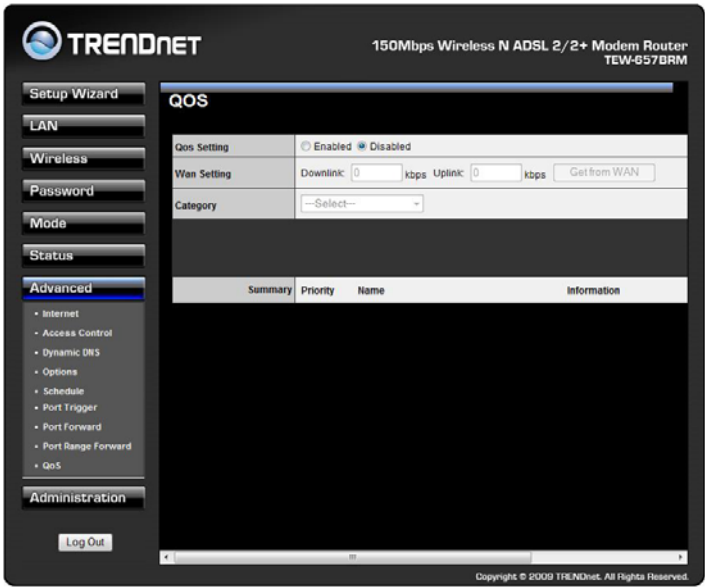 TRENDNET
150Mbps Wireless N ADSL 2/2+ Modem Router
TEW-657BRM
Setup Wizard
LAN
Wireless
Password
Mode
Status
Advanced
• Internet
• Access Control
• Dynamic DNS
• Options
• Schedule
• Port Trigger
• Port Forward
• Port Range Forward
• QoS
Administration
Log Out
QOS
Qos Setting Enabled Disabled
Wan Setting Downlink: 0 kbps Uplink: 0 kbps Get from WAN
Category ---Select---
Summary Priority Name Information
Copyright © 2009 TRENDnet. All Rights Reserved.